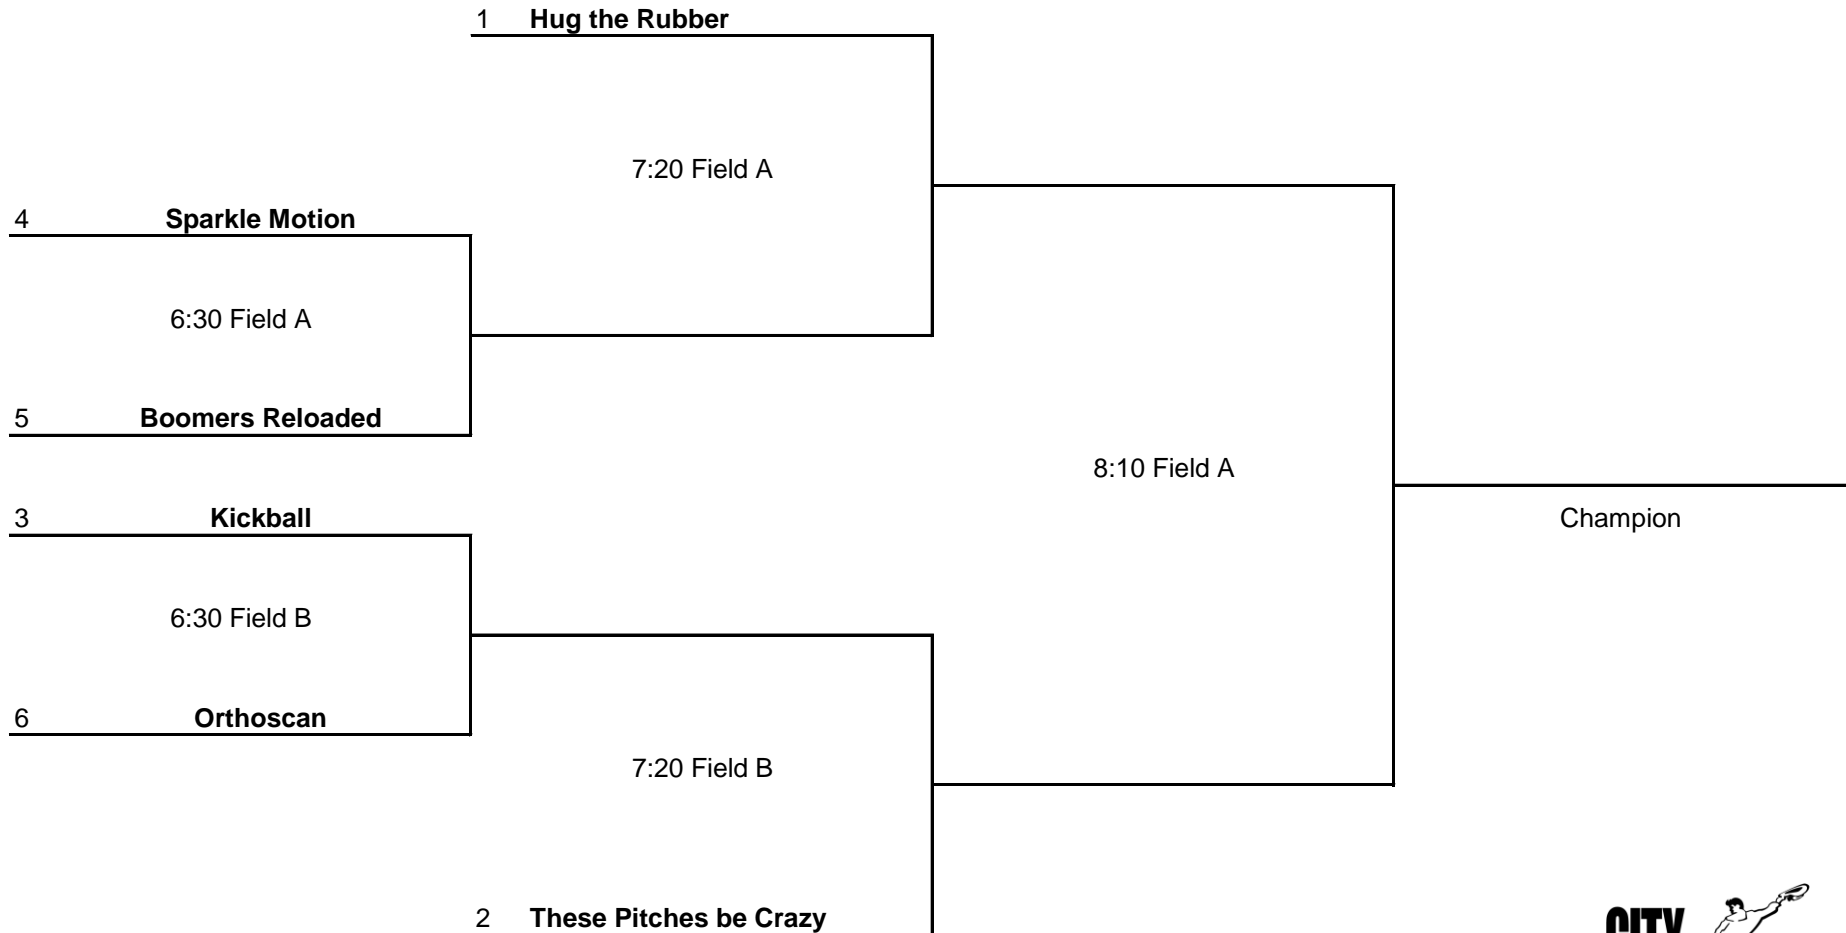 1 Hug the Rubber
7:20 Field A
4 Sparkle Motion
6:30 Field A
5 Boomers Reloaded
8:10 Field A
3 Kickball
Champion
6:30 Field B
6 Orthoscan
7:20 Field B
2 These Pitches be Crazy
CITY